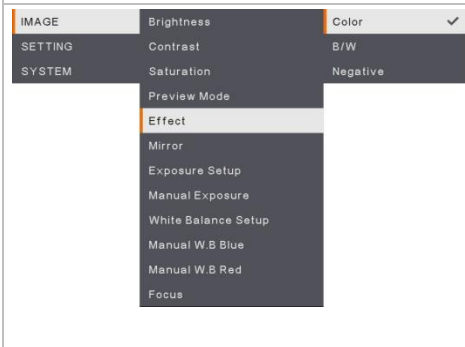 IMAGE
SETTING
SYSTEM
Brightness
Contrast
Saturation
Preview Mode
Effect
Mirror
Exposure Setup
Manual Exposure
White Balance Setup
Manual W.B Blue
Manual W.B Red
Focus
Color
B/W
Negative